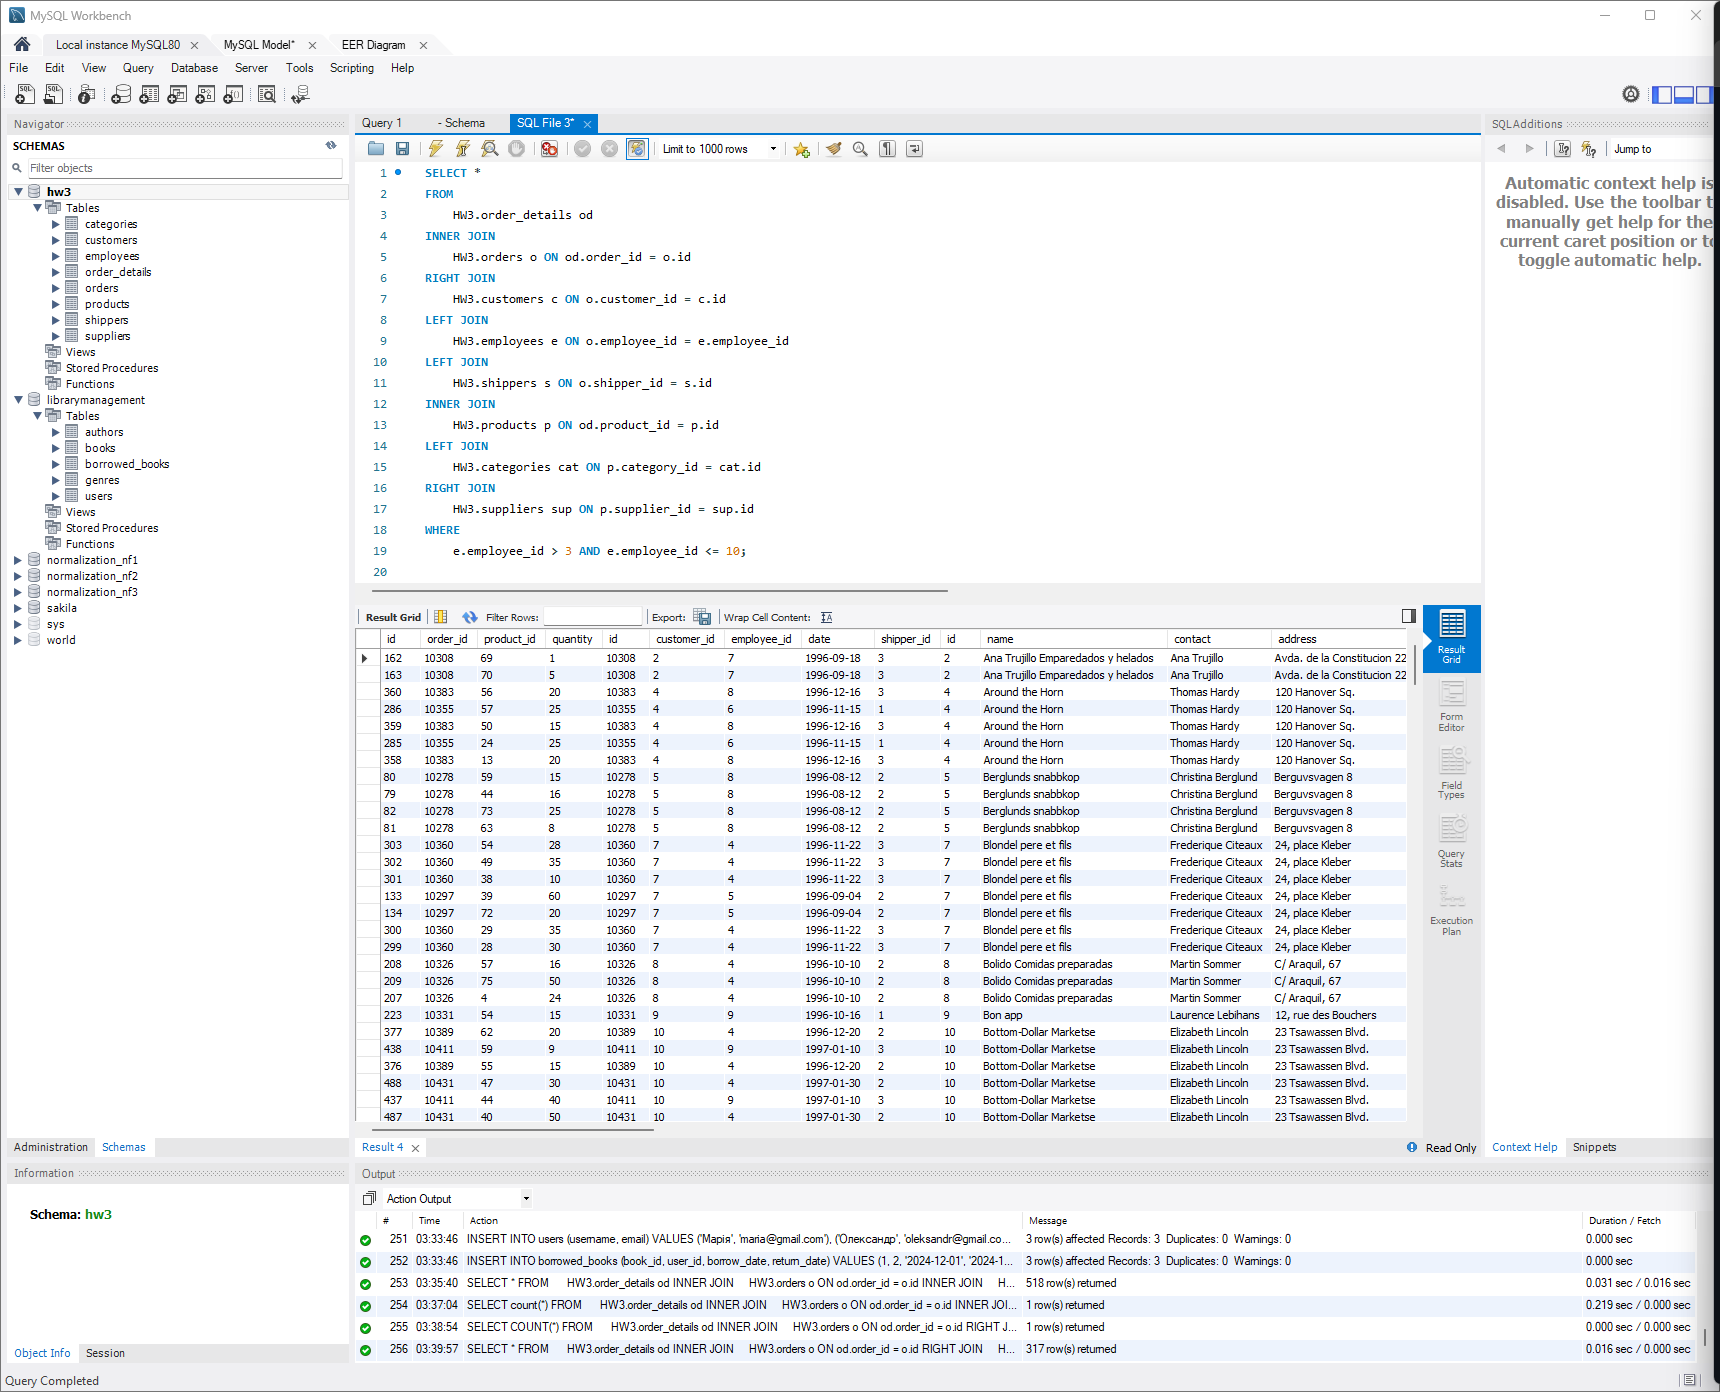 MySQL Workbench
Local instance MySQL80
MySQL Model*
EER Diagram
File Edit View Query Database Server Tools Scripting Help
Navigator
SCHEMAS
Filter objects
hw3
Tables
categories
customers
employees
order_details
orders
products
shippers
suppliers
Views
Stored Procedures
Functions
librarymanagement
Tables
authors
books
borrowed_books
genres
users
Views
Stored Procedures
Functions
normalization_nf1
normalization_nf2
normalization_nf3
sakila
sys
world
Administration Schemas
Information
Schema: hw3
Object Info Session
Query Completed
Query 1 - Schema SQL File 3*
Limit to 1000 rows
1 SELECT *
2 FROM
3 HW3.order_details od
4 INNER JOIN
5 HW3.orders o ON od.order_id = o.id
6 RIGHT JOIN
7 HW3.customers c ON o.customer_id = c.id
8 LEFT JOIN
9 HW3.employees e ON o.employee_id = e.employee_id
10 LEFT JOIN
11 HW3.shippers s ON o.shipper_id = s.id
12 INNER JOIN
13 HW3.products p ON od.product_id = p.id
14 LEFT JOIN
15 HW3.categories cat ON p.category_id = cat.id
16 RIGHT JOIN
17 HW3.suppliers sup ON p.supplier_id = sup.id
18 WHERE
19 e.employee_id > 3 AND e.employee_id <= 10;
20
Result Grid Filter Rows: Export: Wrap Cell Content:
id order_id product_id quantity id customer_id employee_id date shipper_id id name contact address
162 10308 69 1 10308 2 7 1996-09-18 3 2 Ana Trujillo Emparedados y helados Ana Trujillo Avda. de la Constitucion 22
163 10308 70 5 10308 2 7 1996-09-18 3 2 Ana Trujillo Emparedados y helados Ana Trujillo Avda. de la Constitucion 22
360 10383 56 20 10383 4 8 1996-12-16 3 4 Around the Horn Thomas Hardy 120 Hanover Sq.
286 10355 57 25 10355 4 6 1996-11-15 1 4 Around the Horn Thomas Hardy 120 Hanover Sq.
359 10383 50 15 10383 4 8 1996-12-16 3 4 Around the Horn Thomas Hardy 120 Hanover Sq.
285 10355 24 25 10355 4 6 1996-11-15 1 4 Around the Horn Thomas Hardy 120 Hanover Sq.
358 10383 13 20 10383 4 8 1996-12-16 3 4 Around the Horn Thomas Hardy 120 Hanover Sq.
80 10278 59 15 10278 5 8 1996-08-12 2 5 Berglunds snabbkop Christina Berglund Berguvsvagen 8
79 10278 44 16 10278 5 8 1996-08-12 2 5 Berglunds snabbkop Christina Berglund Berguvsvagen 8
82 10278 73 25 10278 5 8 1996-08-12 2 5 Berglunds snabbkop Christina Berglund Berguvsvagen 8
81 10278 63 8 10278 5 8 1996-08-12 2 5 Berglunds snabbkop Christina Berglund Berguvsvagen 8
303 10360 54 28 10360 7 4 1996-11-22 3 7 Blondel pere et fils Frederique Citeaux 24, place Kleber
302 10360 49 35 10360 7 4 1996-11-22 3 7 Blondel pere et fils Frederique Citeaux 24, place Kleber
301 10360 38 10 10360 7 4 1996-11-22 3 7 Blondel pere et fils Frederique Citeaux 24, place Kleber
133 10297 39 60 10297 7 5 1996-09-04 2 7 Blondel pere et fils Frederique Citeaux 24, place Kleber
134 10297 72 20 10297 7 5 1996-09-04 2 7 Blondel pere et fils Frederique Citeaux 24, place Kleber
300 10360 29 35 10360 7 4 1996-11-22 3 7 Blondel pere et fils Frederique Citeaux 24, place Kleber
299 10360 28 30 10360 7 4 1996-11-22 3 7 Blondel pere et fils Frederique Citeaux 24, place Kleber
208 10326 57 16 10326 8 4 1996-10-10 2 8 Bolido Comidas preparadas Martin Sommer C/ Araquil, 67
209 10326 75 50 10326 8 4 1996-10-10 2 8 Bolido Comidas preparadas Martin Sommer C/ Araquil, 67
207 10326 4 24 10326 8 4 1996-10-10 2 8 Bolido Comidas preparadas Martin Sommer C/ Araquil, 67
223 10331 54 15 10331 9 9 1996-10-16 1 9 Bon app Laurence Lebihans 12, rue des Bouchers
377 10389 62 20 10389 10 4 1996-12-20 2 10 Bottom-Dollar Marketse Elizabeth Lincoln 23 Tsawassen Blvd.
438 10411 59 9 10411 10 9 1997-01-10 3 10 Bottom-Dollar Marketse Elizabeth Lincoln 23 Tsawassen Blvd.
376 10389 55 15 10389 10 4 1996-12-20 2 10 Bottom-Dollar Marketse Elizabeth Lincoln 23 Tsawassen Blvd.
488 10431 47 30 10431 10 4 1997-01-30 2 10 Bottom-Dollar Marketse Elizabeth Lincoln 23 Tsawassen Blvd.
437 10411 44 40 10411 10 9 1997-01-10 3 10 Bottom-Dollar Marketse Elizabeth Lincoln 23 Tsawassen Blvd.
487 10431 40 50 10431 10 4 1997-01-30 2 10 Bottom-Dollar Marketse Elizabeth Lincoln 23 Tsawassen Blvd.
Result
Grid
Form
Editor
Field
Types
Query
Stats
Execution
Plan
Result 4
Read Only
Output
Action Output
# Time Action Message Duration / Fetch
251 03:33:46 INSERT INTO users (username, email) VALUES ('Марія', 'maria@gmail.com'), ('Олександр', 'oleksandr@gmail.co... 3 row(s) affected Records: 3 Duplicates: 0 Warnings: 0 0.000 sec
252 03:33:46 INSERT INTO borrowed_books (book_id, user_id, borrow_date, return_date) VALUES (1, 2, '2024-12-01', '2024-1... 3 row(s) affected Records: 3 Duplicates: 0 Warnings: 0 0.000 sec
253 03:35:40 SELECT * FROM HW3.order_details od INNER JOIN HW3.orders o ON od.order_id = o.id INNER JOIN H... 518 row(s) returned 0.031 sec / 0.016 sec
254 03:37:04 SELECT count(*) FROM HW3.order_details od INNER JOIN HW3.orders o ON od.order_id = o.id INNER JOI... 1 row(s) returned 0.219 sec / 0.000 sec
255 03:38:54 SELECT COUNT(*) FROM HW3.order_details od INNER JOIN HW3.orders o ON od.order_id = o.id RIGHT J... 1 row(s) returned 0.000 sec / 0.000 sec
256 03:39:57 SELECT * FROM HW3.order_details od INNER JOIN HW3.orders o ON od.order_id = o.id RIGHT JOIN H... 317 row(s) returned 0.016 sec / 0.000 sec
SQLAdditions
Jump to
Automatic context help is
disabled. Use the toolbar t
manually get help for the
current caret position or to
toggle automatic help.
Context Help Snippets